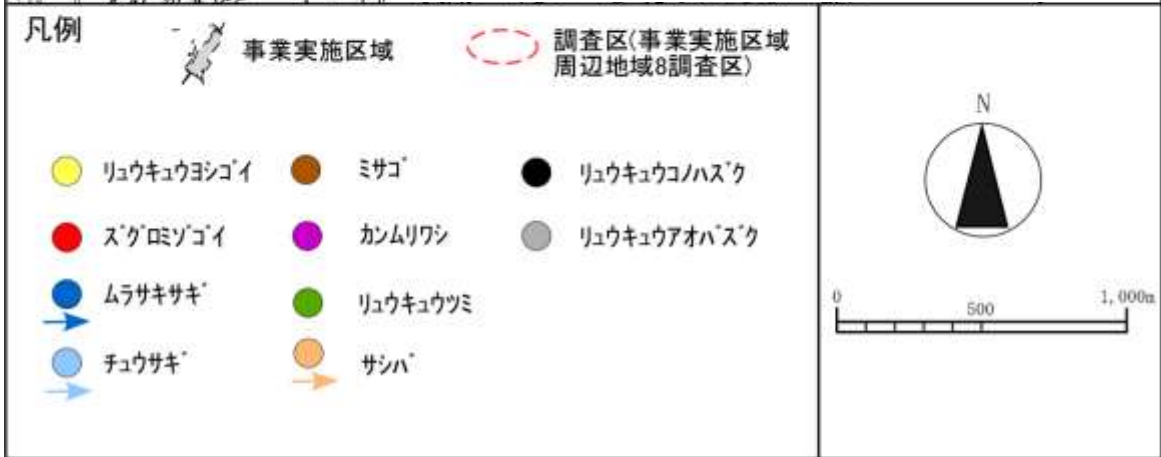 凡例
事業実施区域
調査区(事業実施区域
周辺地域8調査区)
リュウキュウヨシゴイ
ミサゴ
リュウキュウコノハズク
ズグロミゾゴイ
カンムリワシ
リュウキュウアオバズク
ムラサキサギ
リュウキュウツミ
チュウサギ
サシバ
N
0
500
1,000m